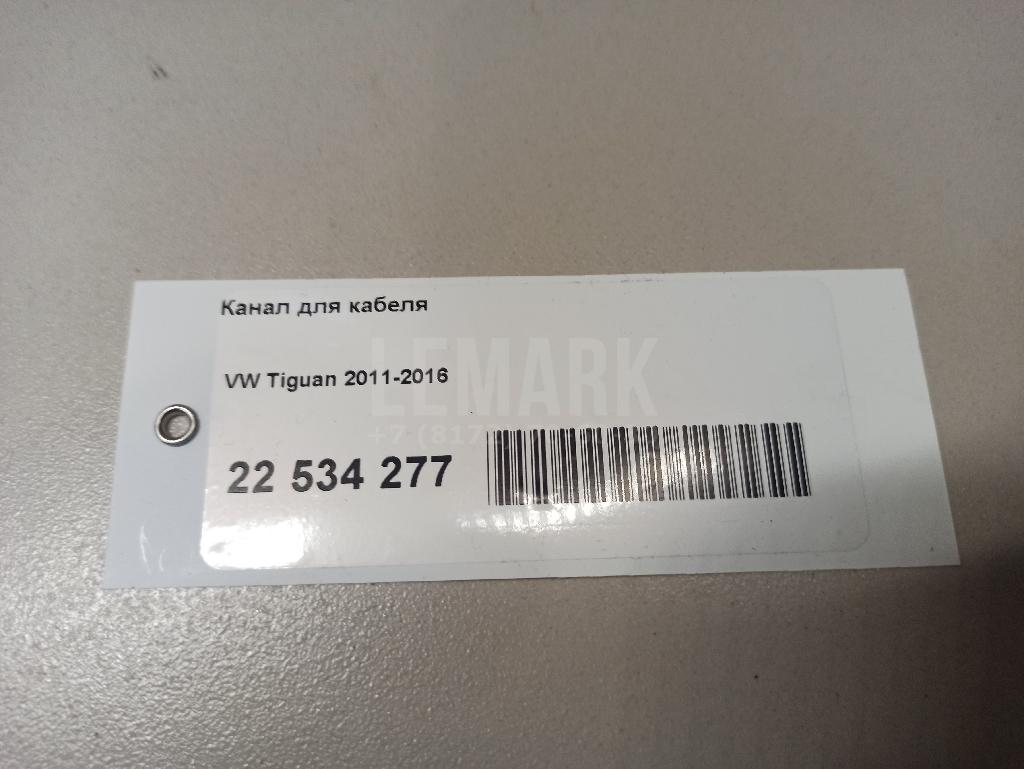 Канал для кабеля
LEMARK
VW Tiguan 2011-2016
22 534 277